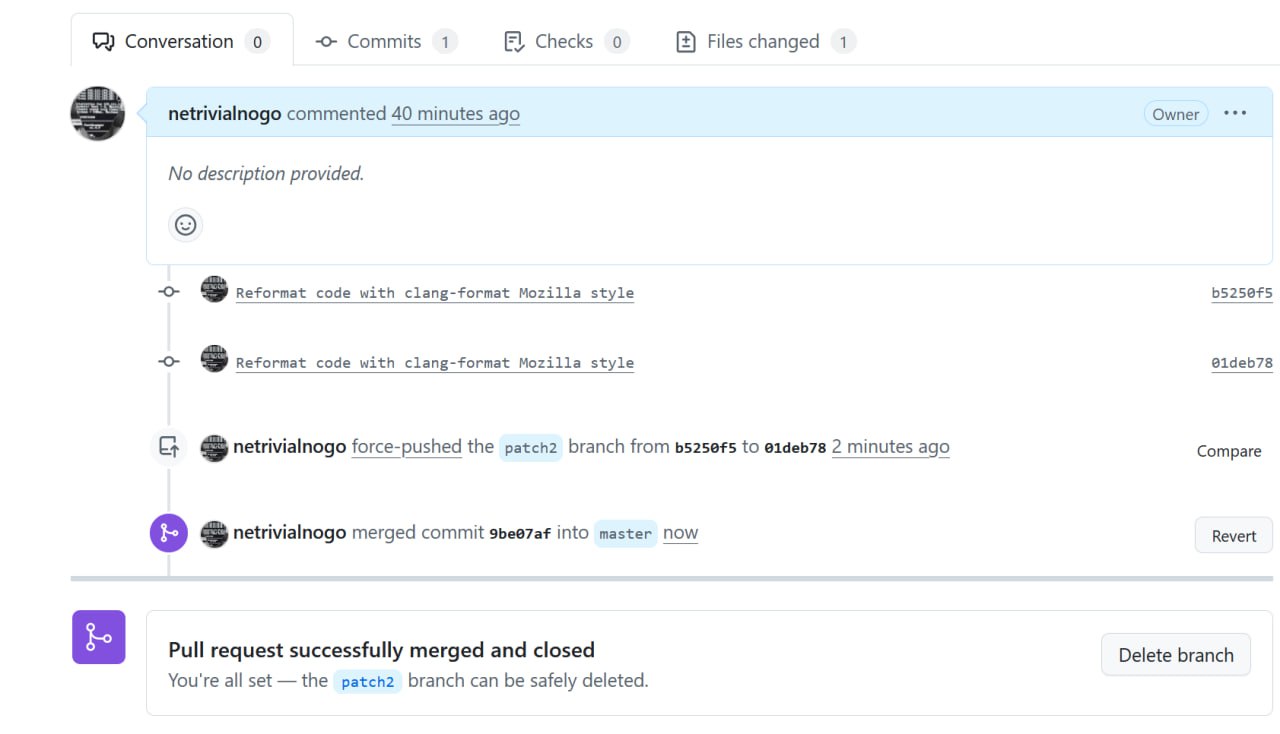 Conversation 0 Commits 1 Checks 0 Files changed 1
netrivialnogo commented 40 minutes ago Owner
No description provided.
Reformat code with clang-format Mozilla style b5250f5
Reformat code with clang-format Mozilla style 01deb78
netrivialnogo force-pushed the patch2 branch from b5250f5 to 01deb78 2 minutes ago Compare
netrivialnogo merged commit 9be07af into master now Revert
Pull request successfully merged and closed
You're all set — the patch2 branch can be safely deleted.
Delete branch